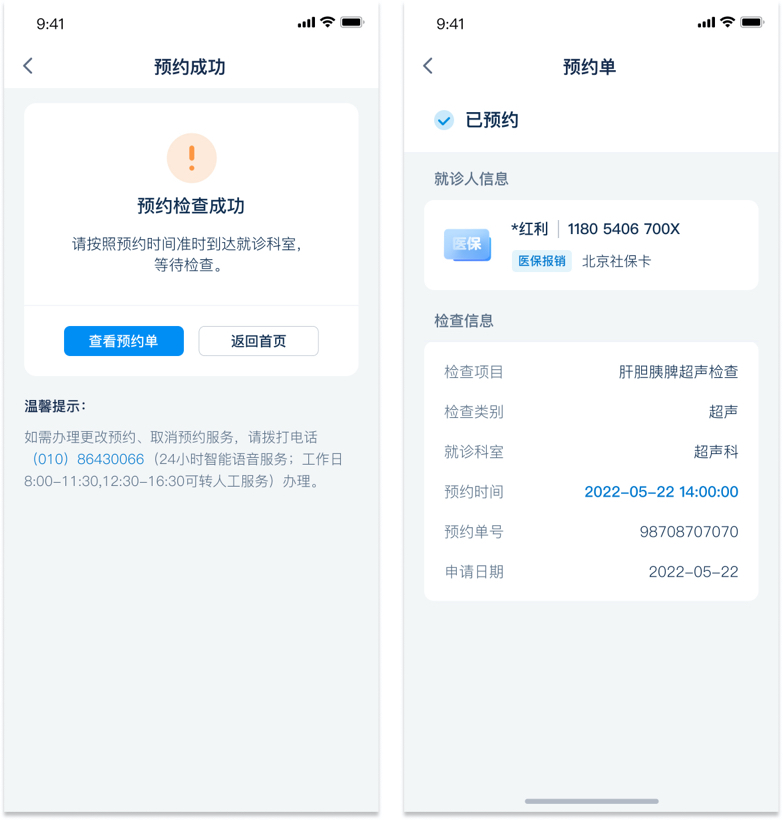 9:41
预约成功
预约检查成功
请按照预约时间准时到达就诊科室，
等待检查。
查看预约单
返回首页
温馨提示：
如需办理更改预约、取消预约服务，请拨打电话
（010）86430066（24小时智能语音服务；工作日
8:00-11:30,12:30-16:30可转人工服务）办理。
9:41
预约单
已预约
就诊人信息
医保
*红利 1180 5406 700X
医保报销 北京社保卡
检查信息
检查项目 肝胆胰脾超声检查
检查类别 超声
就诊科室 超声科
预约时间 2022-05-22 14:00:00
预约单号 98708707070
申请日期 2022-05-22